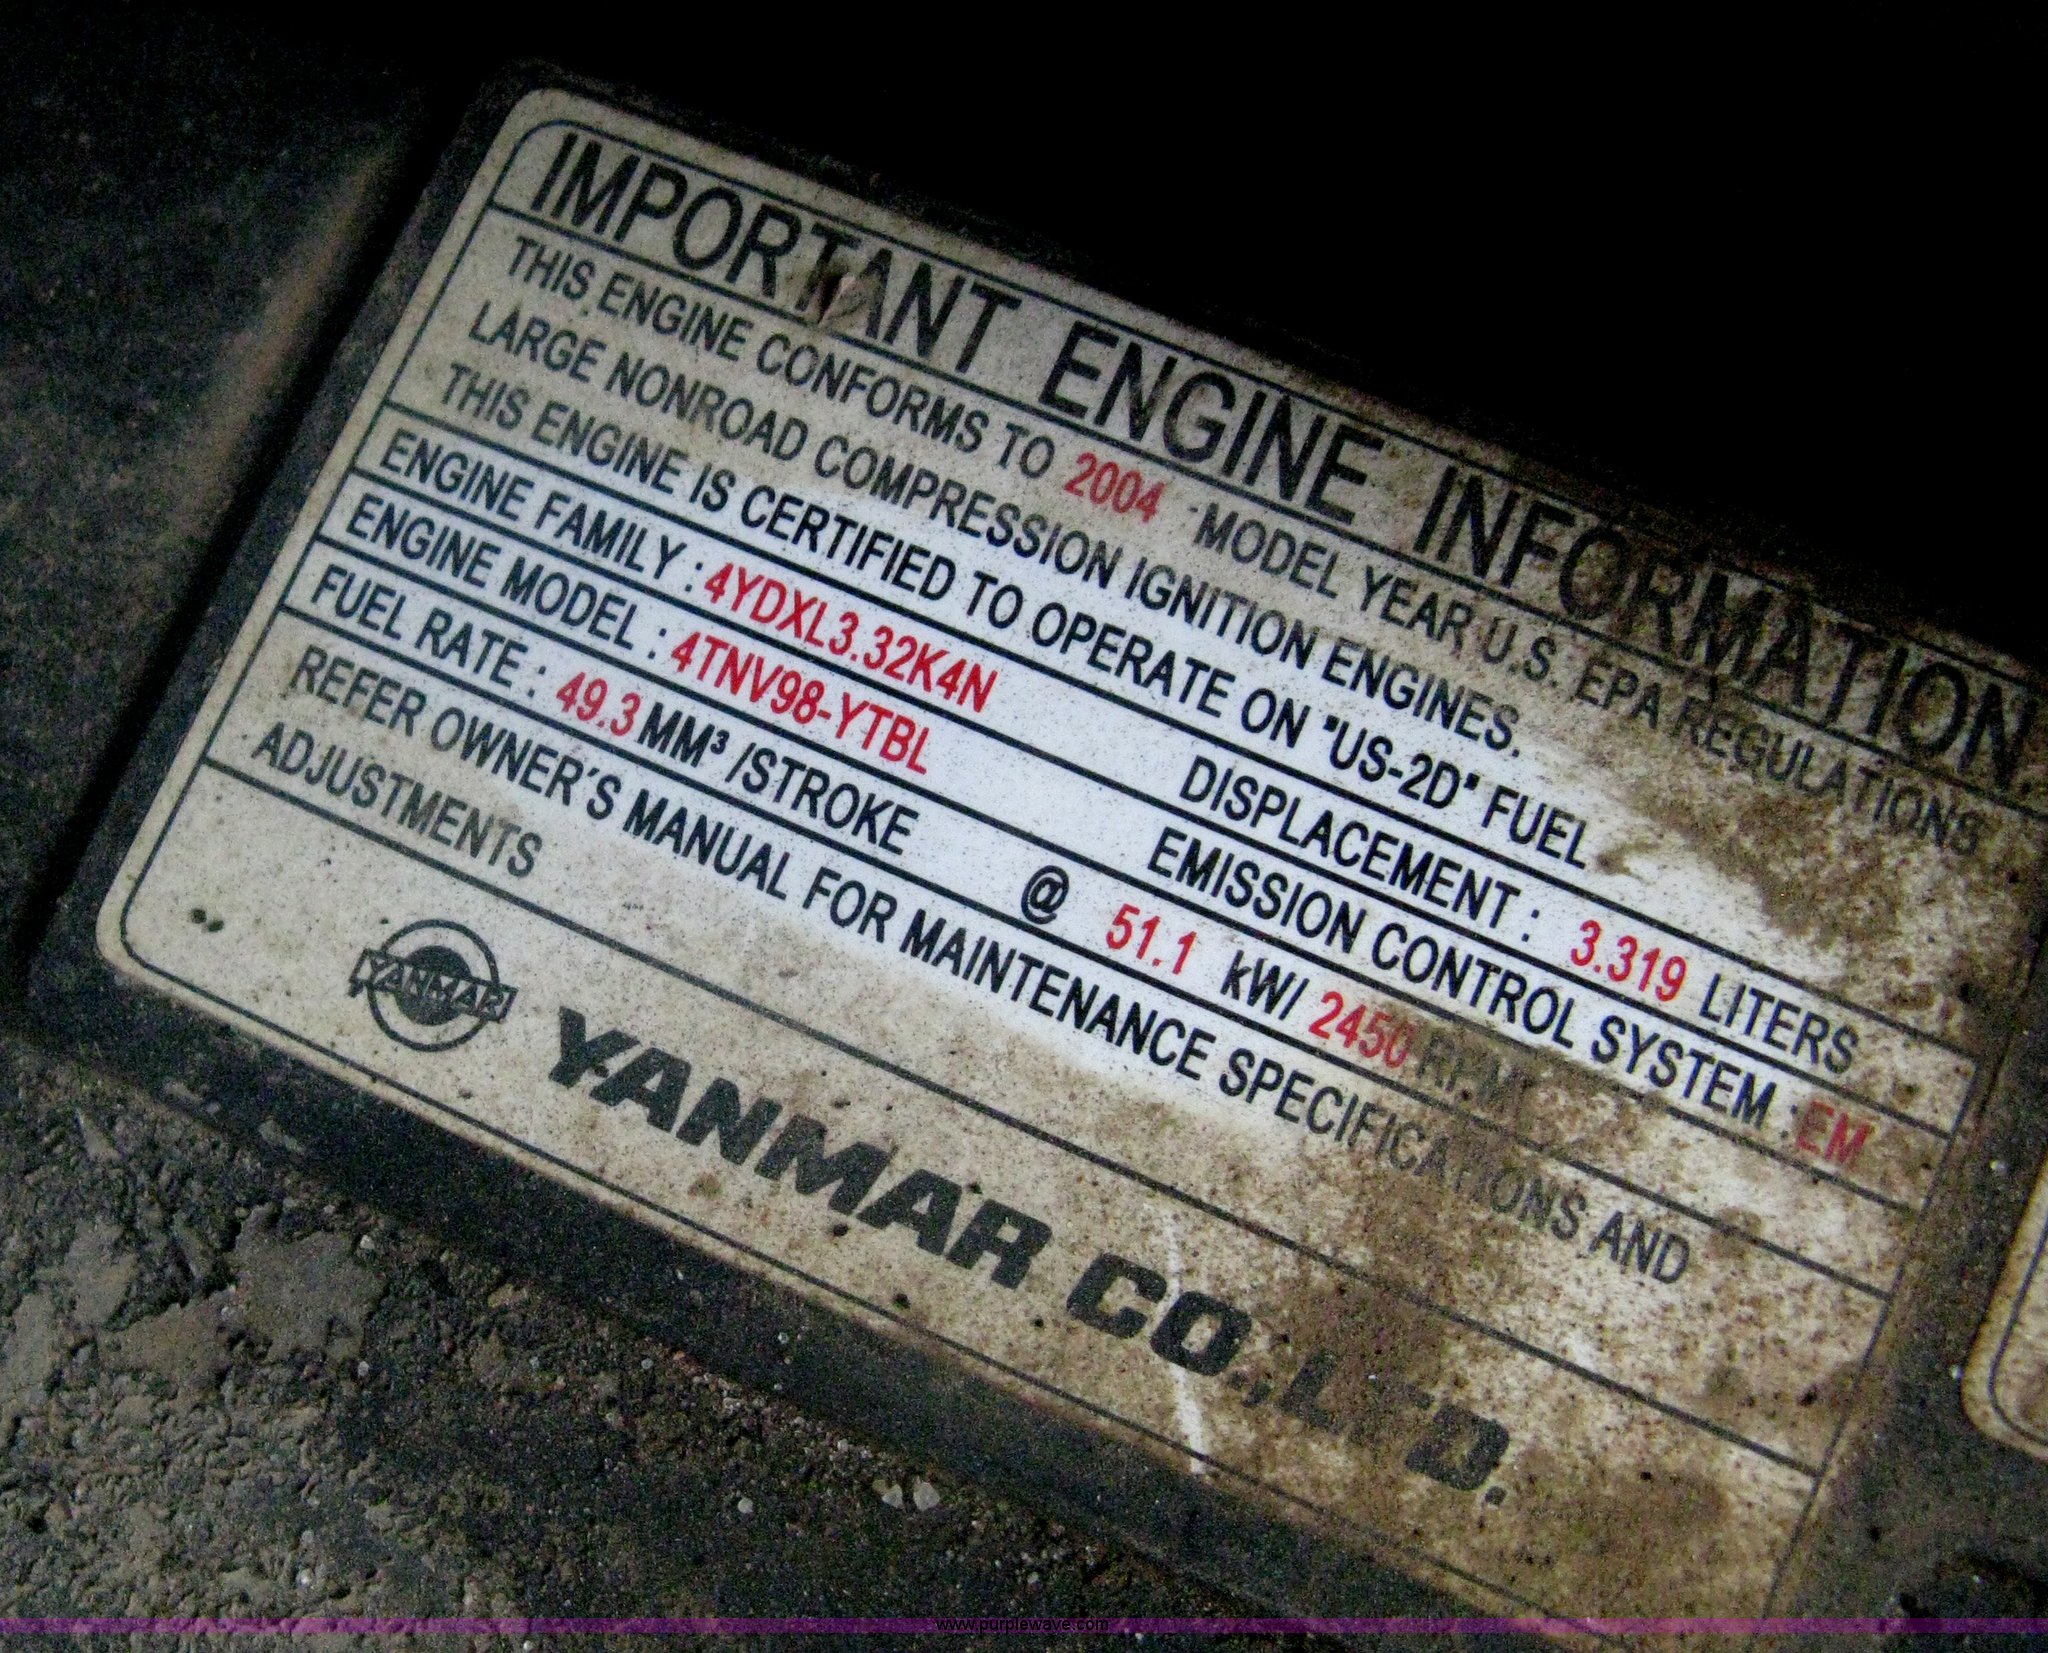 IMPORTANT ENGINE INFORMATION
THIS ENGINE CONFORMS TO 2004 MODEL YEAR U.S. EPA REGULATIONS
LARGE NONROAD COMPRESSION IGNITION ENGINES.
THIS ENGINE IS CERTIFIED TO OPERATE ON "US-2D" FUEL
ENGINE FAMILY : 4YDXL3.32K4N DISPLACEMENT : 3.319 LITERS
ENGINE MODEL : 4TNV98-YTBL EMISSION CONTROL SYSTEM : EM
FUEL RATE : 49.3 MM³ /STROKE @ 51.1 kW/ 2450 RPM
REFER OWNER'S MANUAL FOR MAINTENANCE SPECIFICATIONS AND
ADJUSTMENTS
YANMAR
YANMAR CO.,LTD.
www.purplewave.com